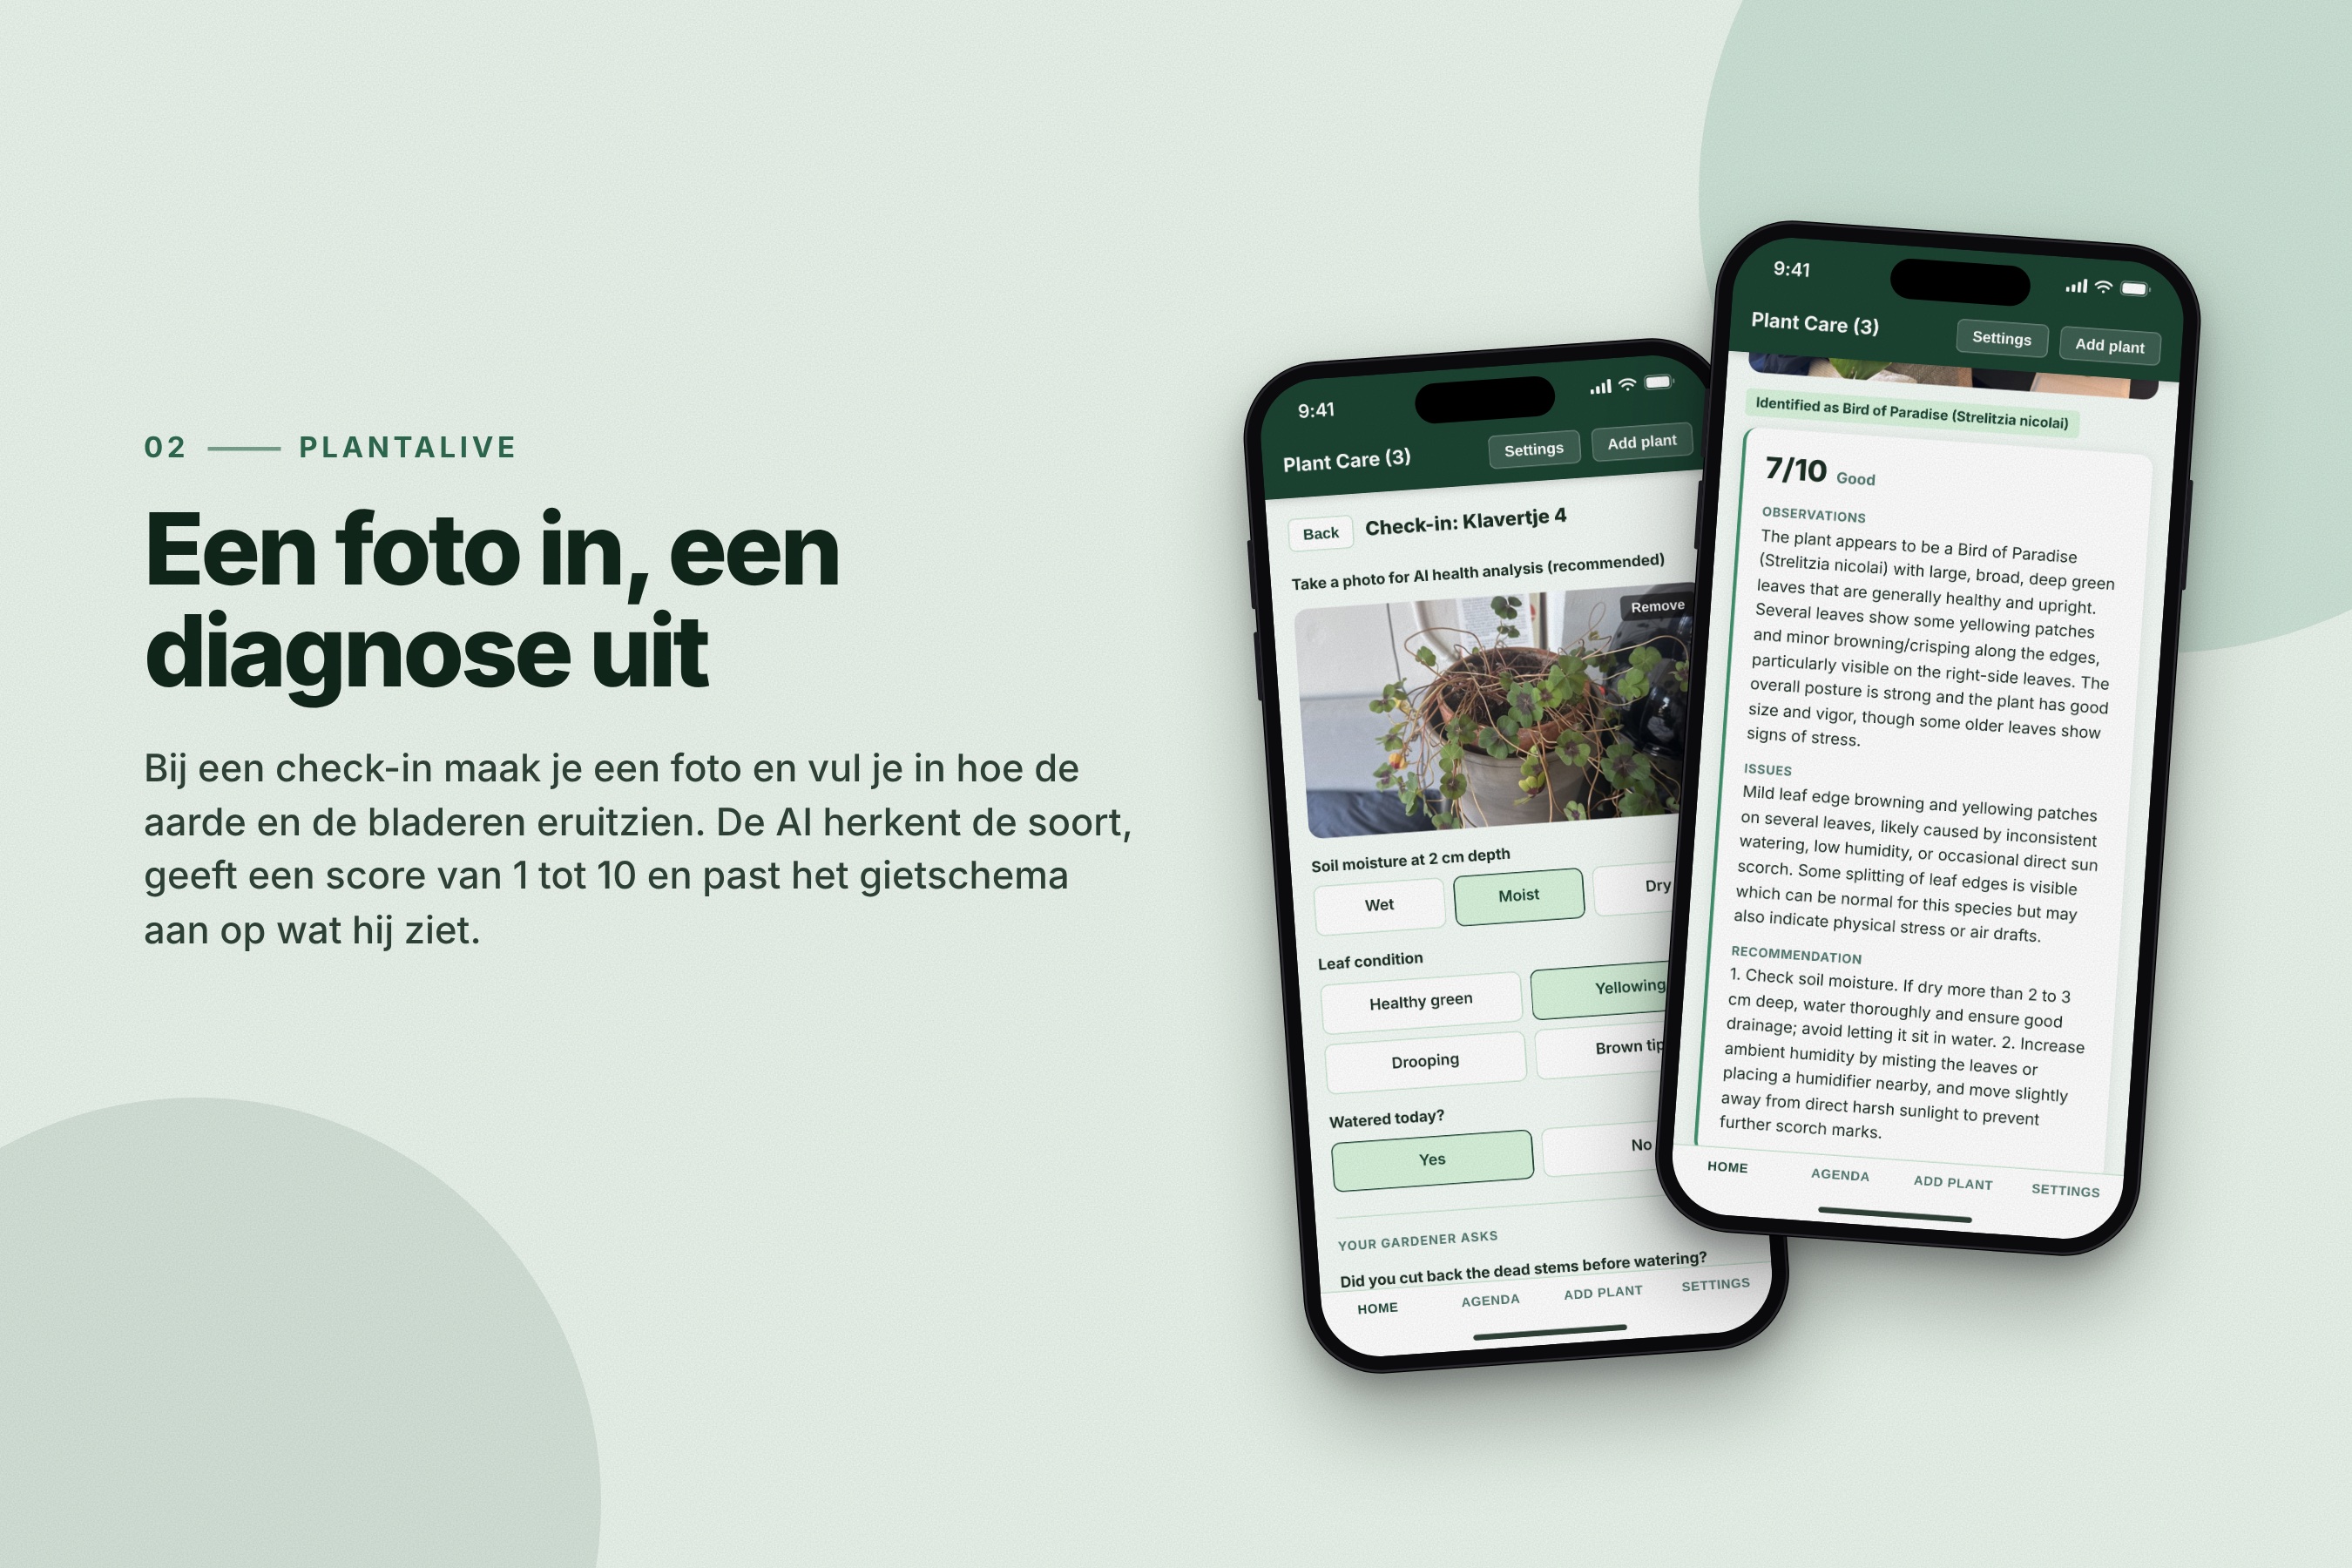 02 PLANTALIVE
Een foto in, een
diagnose uit
Bij een check-in maak je een foto en vul je in hoe de
aarde en de bladeren eruitzien. De AI herkent de soort,
geeft een score van 1 tot 10 en past het gietschema
aan op wat hij ziet.
9:41
Plant Care (3)
Settings
Add plant
Back
Check-in: Klavertje 4
Take a photo for AI health analysis (recommended)
Remove
Soil moisture at 2 cm depth
Wet
Moist
Dry
Leaf condition
Healthy green
Yellowing
Drooping
Brown tip
Watered today?
Yes
No
YOUR GARDENER ASKS
Did you cut back the dead stems before watering?
HOME
AGENDA
ADD PLANT
SETTINGS
9:41
Plant Care (3)
Settings
Add plant
Identified as Bird of Paradise (Strelitzia nicolai)
7/10 Good
OBSERVATIONS
The plant appears to be a Bird of Paradise
(Strelitzia nicolai) with large, broad, deep green
leaves that are generally healthy and upright.
Several leaves show some yellowing patches
and minor browning/crisping along the edges,
particularly visible on the right-side leaves. The
overall posture is strong and the plant has good
size and vigor, though some older leaves show
signs of stress.
ISSUES
Mild leaf edge browning and yellowing patches
on several leaves, likely caused by inconsistent
watering, low humidity, or occasional direct sun
scorch. Some splitting of leaf edges is visible
which can be normal for this species but may
also indicate physical stress or air drafts.
RECOMMENDATION
1. Check soil moisture. If dry more than 2 to 3
cm deep, water thoroughly and ensure good
drainage; avoid letting it sit in water. 2. Increase
ambient humidity by misting the leaves or
placing a humidifier nearby, and move slightly
away from direct harsh sunlight to prevent
further scorch marks.
HOME
AGENDA
ADD PLANT
SETTINGS